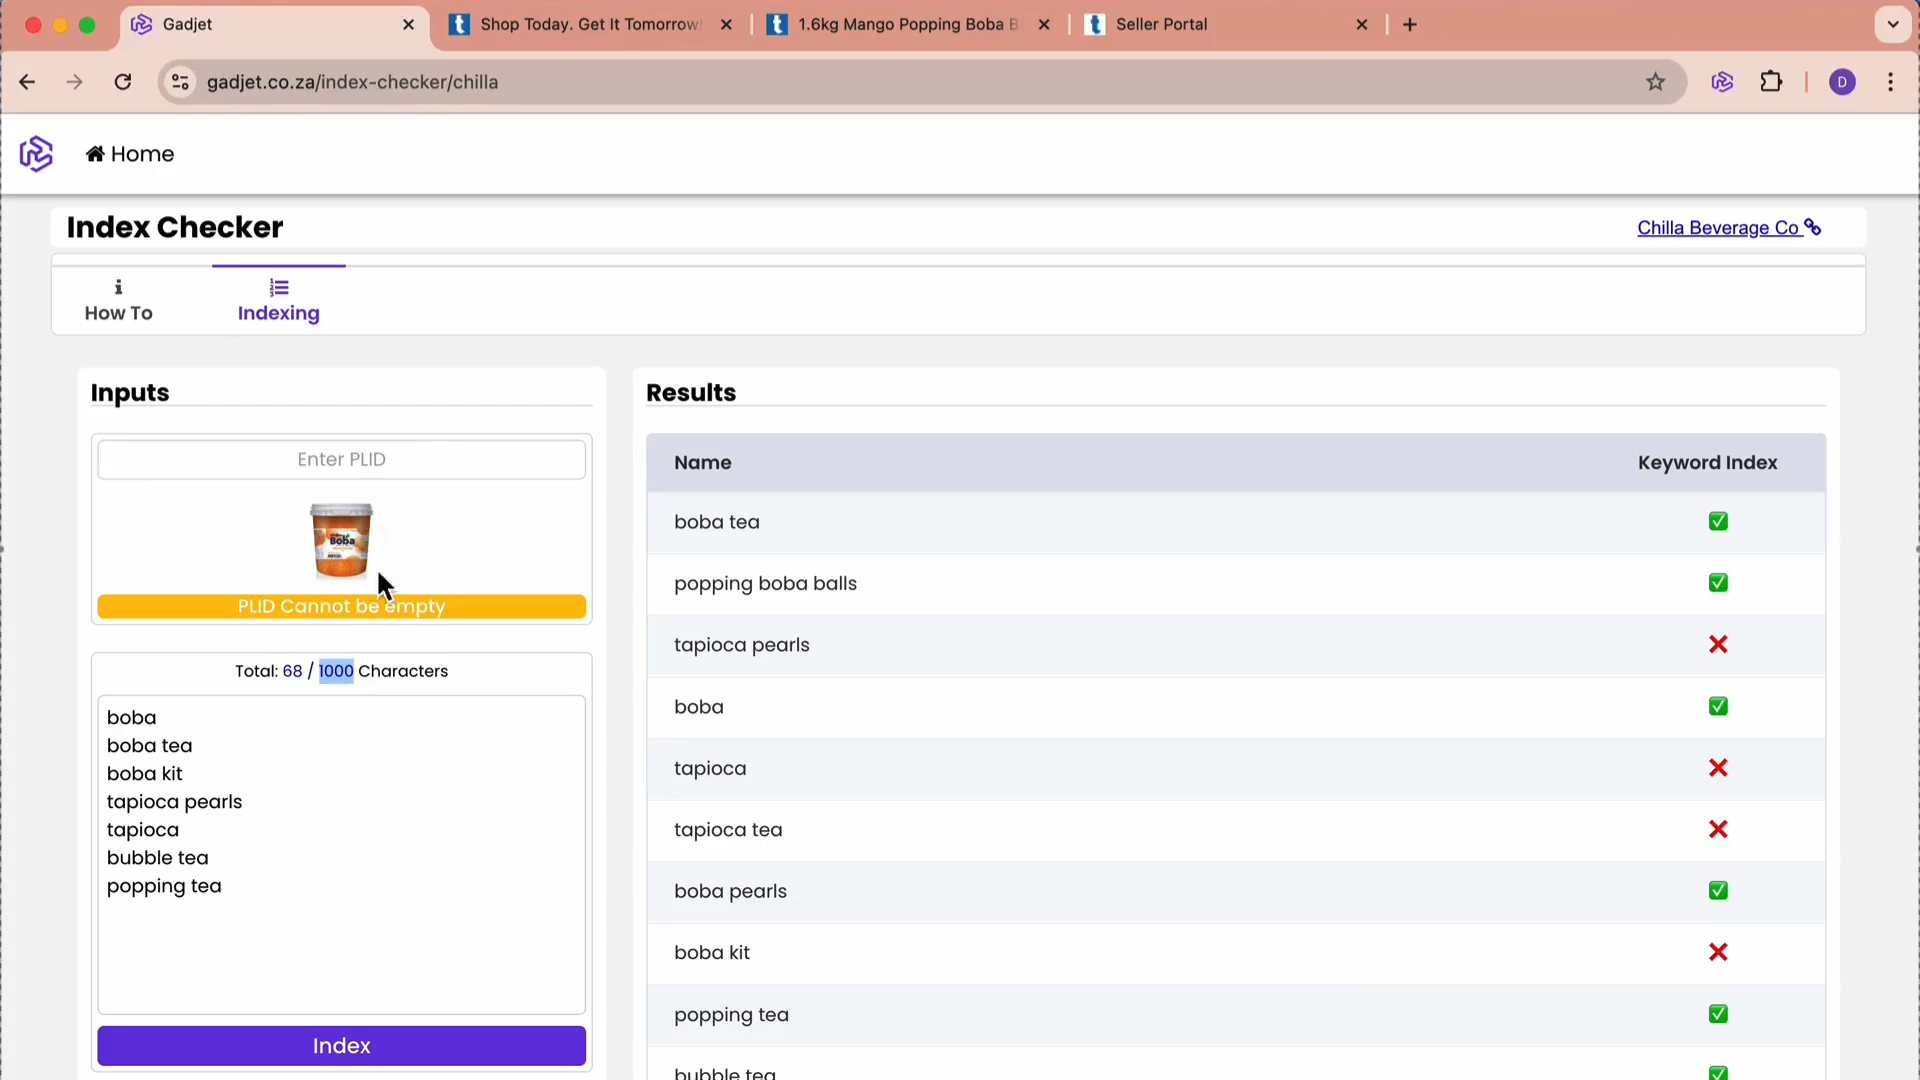 Gadjet
Shop Today. Get It Tomorrow!
1.6kg Mango Popping Boba B
Seller Portal
gadjet.co.za/index-checker/chilla
D
Home
Index Checker
Chilla Beverage Co
How To
Indexing
Inputs
Enter PLID
Boba
PLID Cannot be empty
Total: 68 / 1000 Characters
boba
boba tea
boba kit
tapioca pearls
tapioca
bubble tea
popping tea
Index
Results
Name
Keyword Index
boba tea
popping boba balls
tapioca pearls
boba
tapioca
tapioca tea
boba pearls
boba kit
popping tea
bubble tea